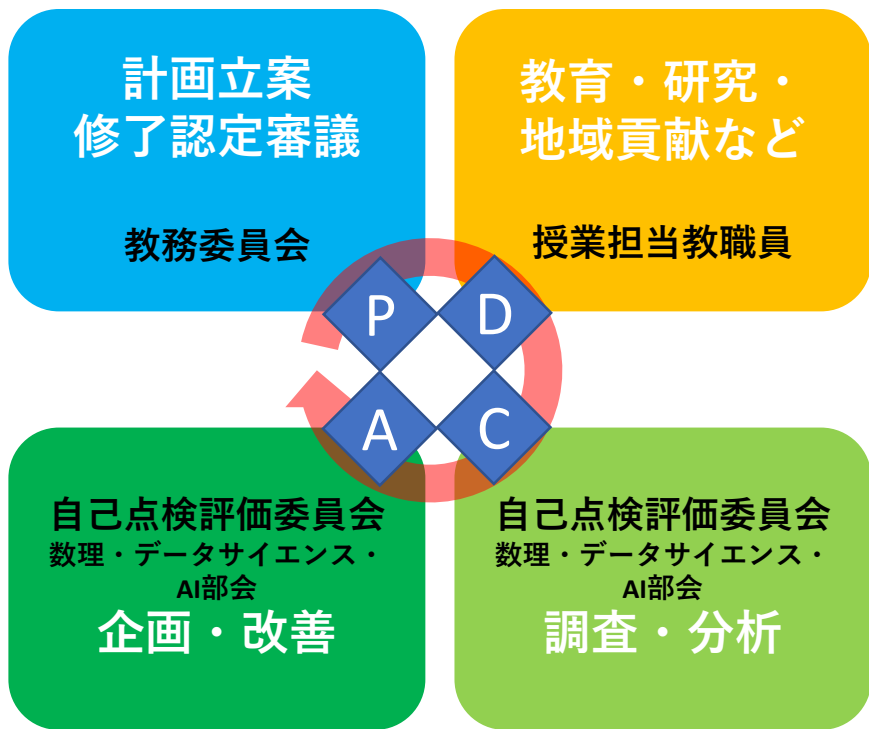 計画立案
修了認定審議
教務委員会
教育・研究・
地域貢献など
授業担当教職員
P
D
A
C
自己点検評価委員会
数理・データサイエンス・
AI部会
企画・改善
自己点検評価委員会
数理・データサイエンス・
AI部会
調査・分析